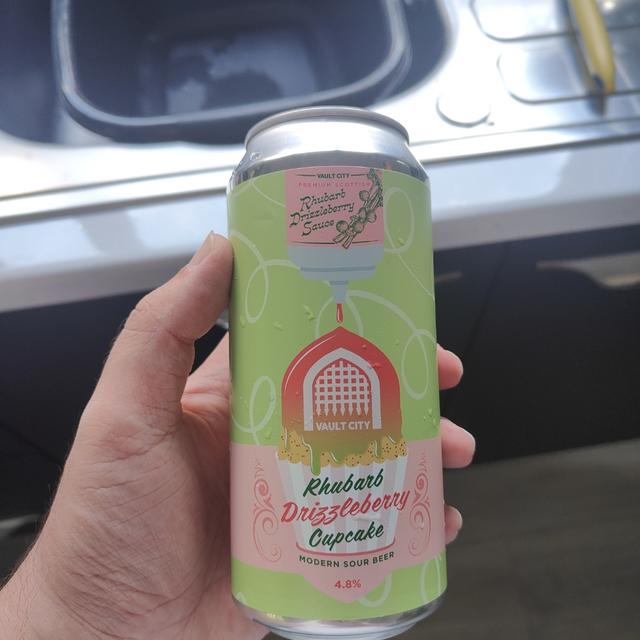 VAULT CITY
PREMIUM SCOTTISH
Rhubarb
Drizzleberry
Sauce
VAULT CITY
Rhubarb
Drizzleberry
Cupcake
MODERN SOUR BEER
4.8%